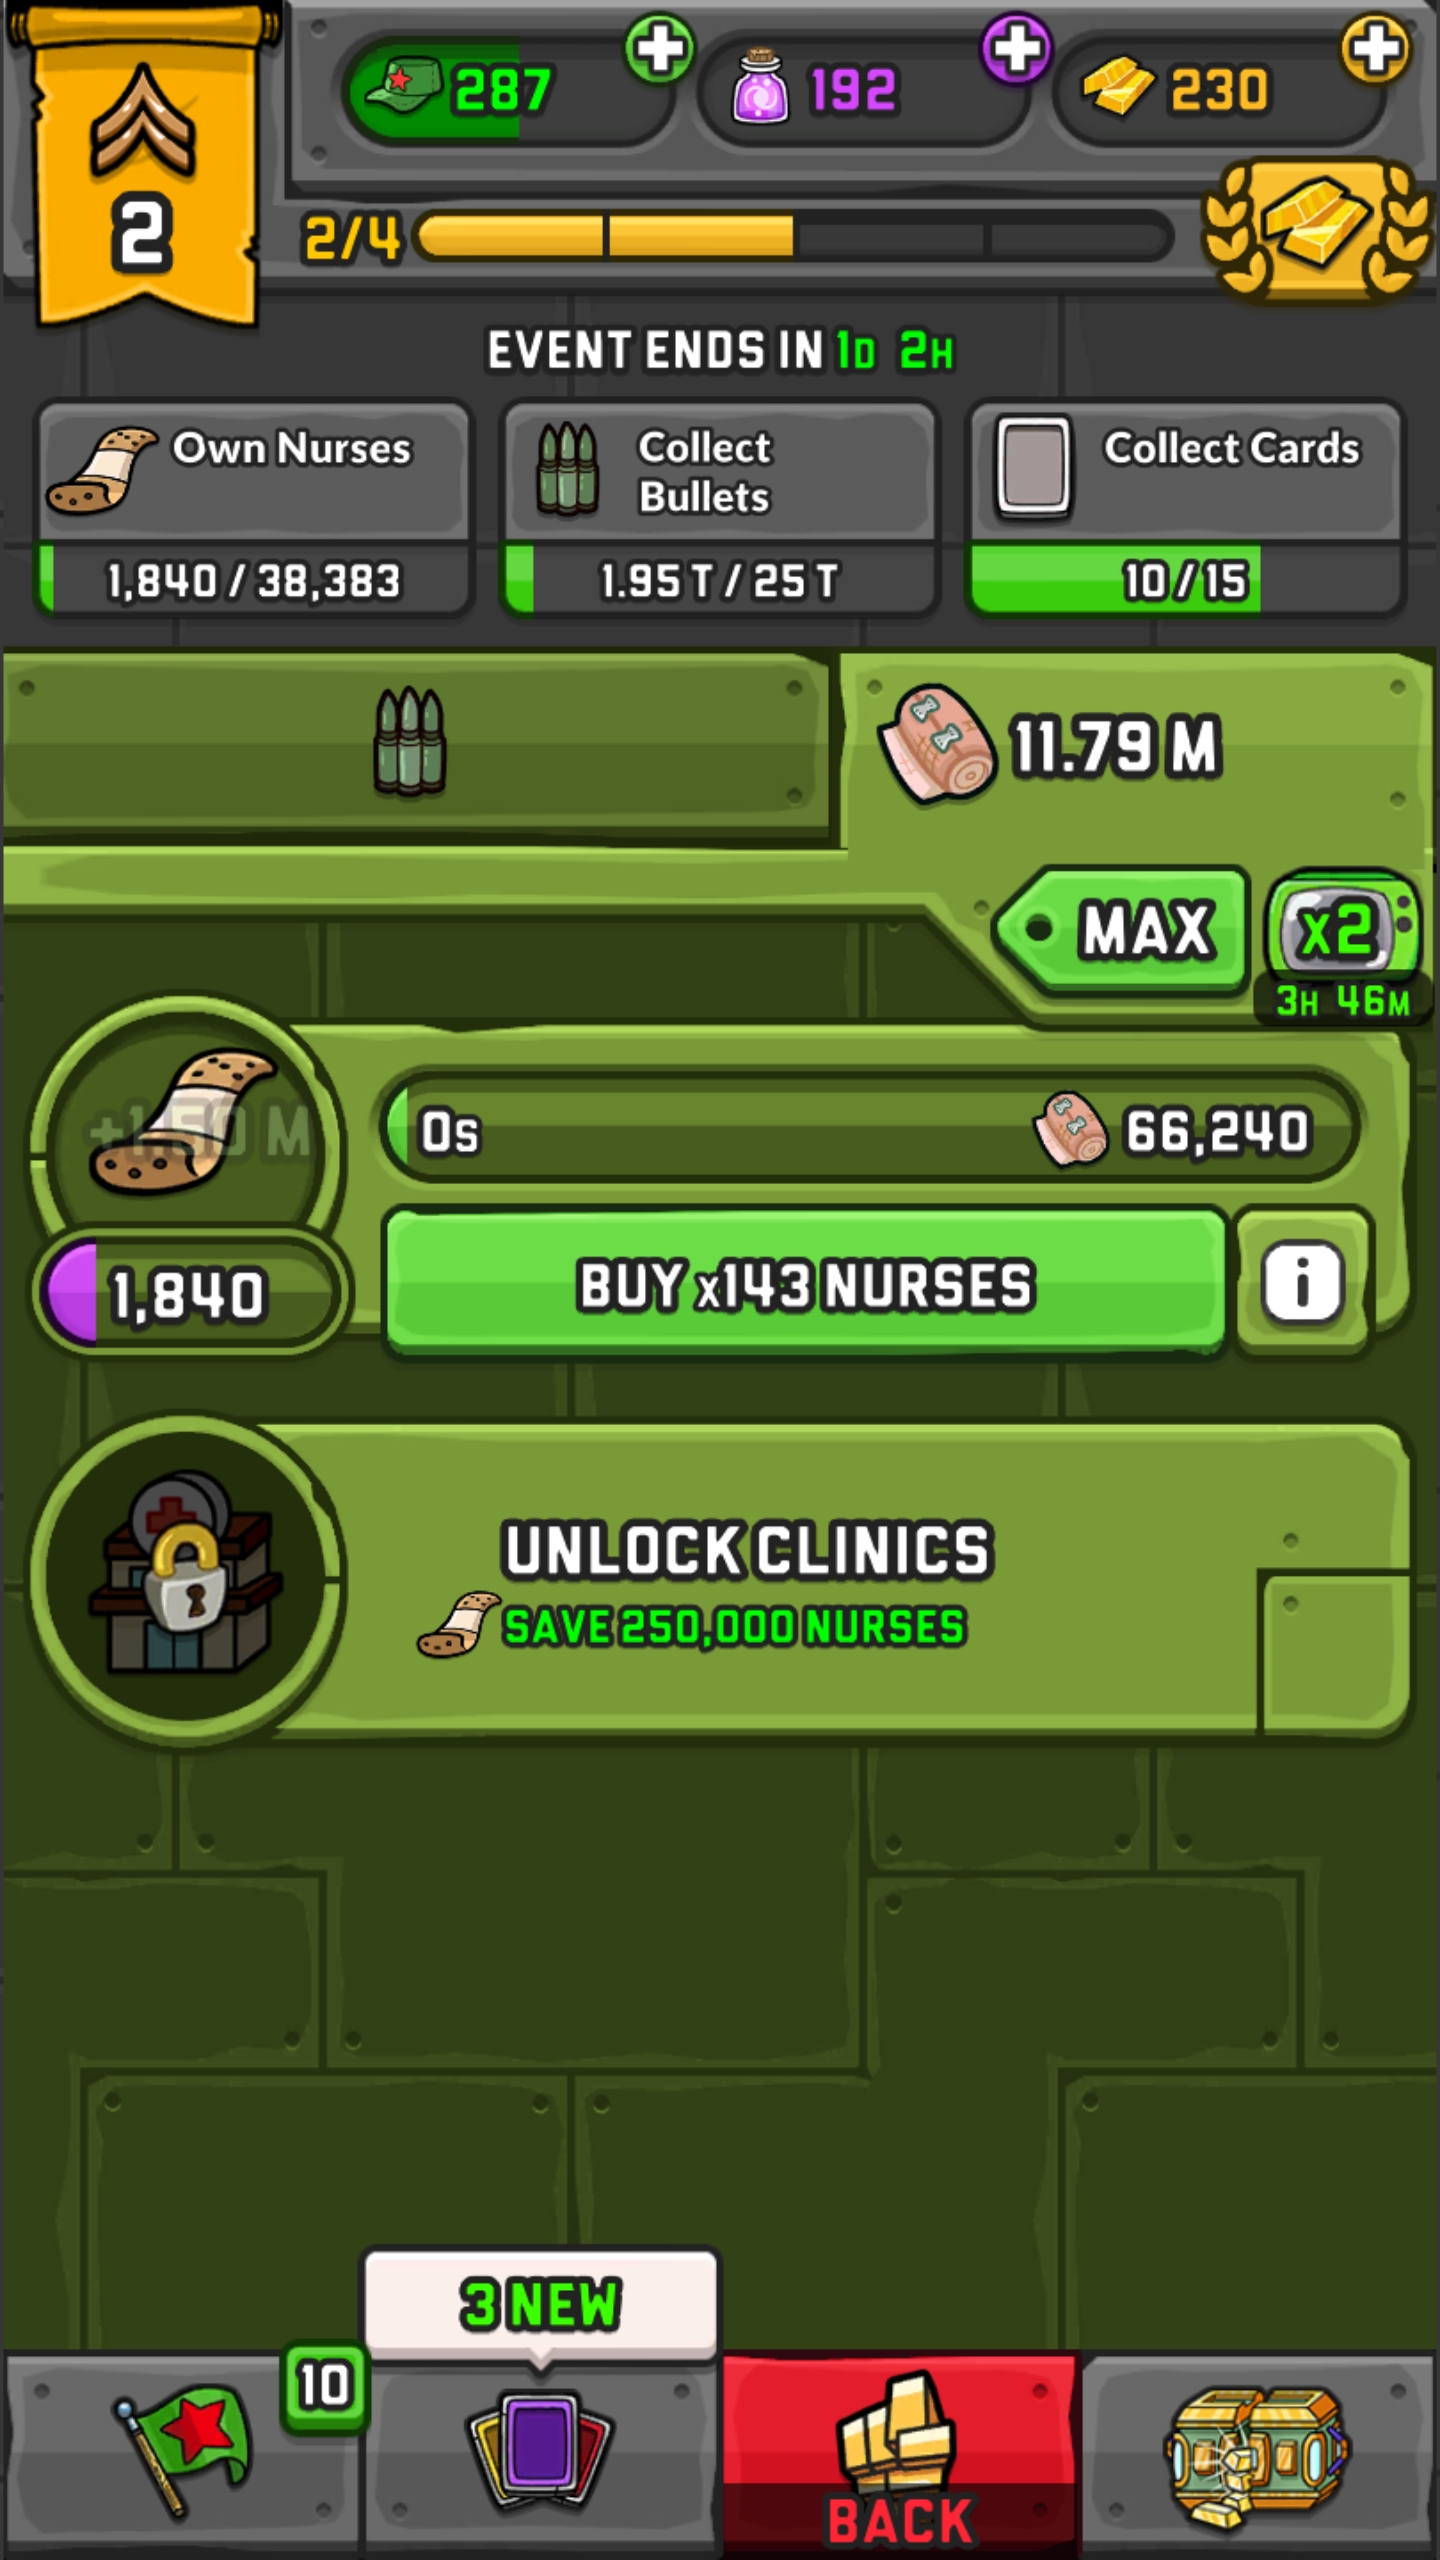 287
192
230
2
2/4
EVENT ENDS IN 1D 2H
Own Nurses
1,840 / 38,383
Collect
Bullets
1.95 T / 25 T
Collect Cards
10/15
11.79 M
MAX
x2
3H 46M
+1.50 M
0s
66,240
1,840
BUY x143 NURSES
i
UNLOCK CLINICS
SAVE 250,000 NURSES
3 NEW
10
BACK